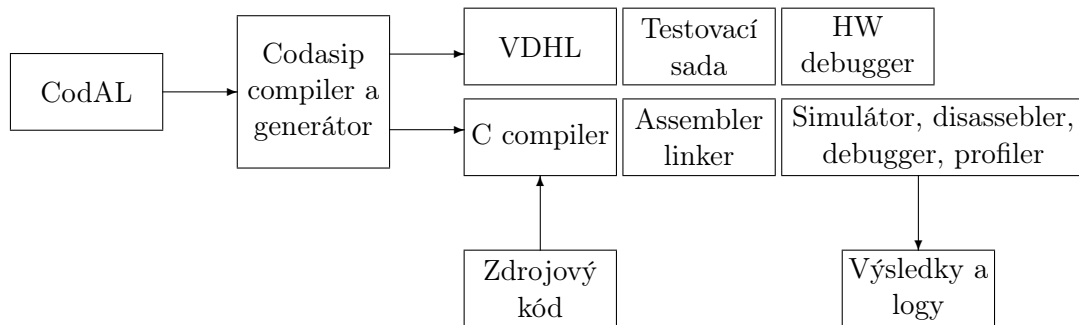 CodAL
Codasip
compiler a
generátor
VDHL
Testovací
sada
HW
debugger
C compiler
Assembler
linker
Simulátor, disassebler,
debugger, profiler
Zdrojový
kód
Výsledky a
logy